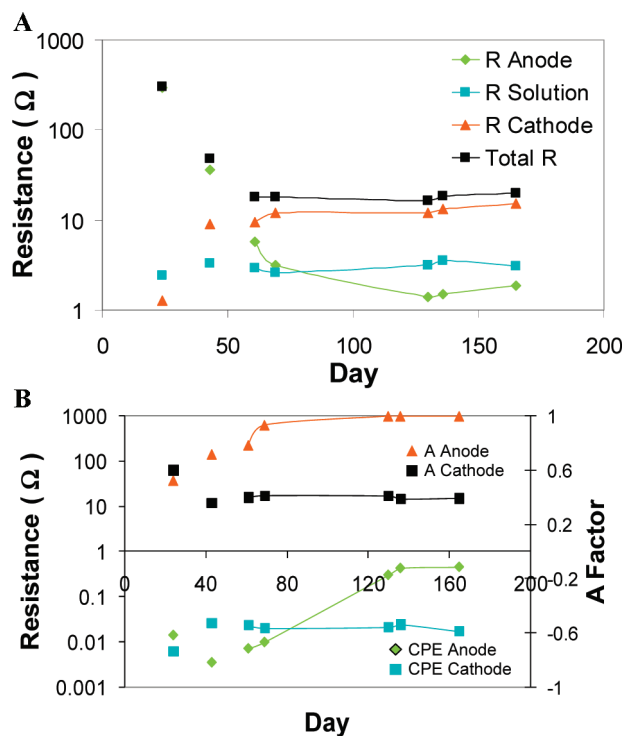 A
1000
100
10
1
Resistance ( Ω )
0
50
100
150
200
Day
R Anode
R Solution
R Cathode
Total R
B
1000
100
10
1
0.1
0.01
0.001
Resistance ( Ω )
0
40
80
120
160
200
Day
1
0.6
0.2
-0.2
-0.6
-1
A Factor
A Anode
A Cathode
CPE Anode
CPE Cathode